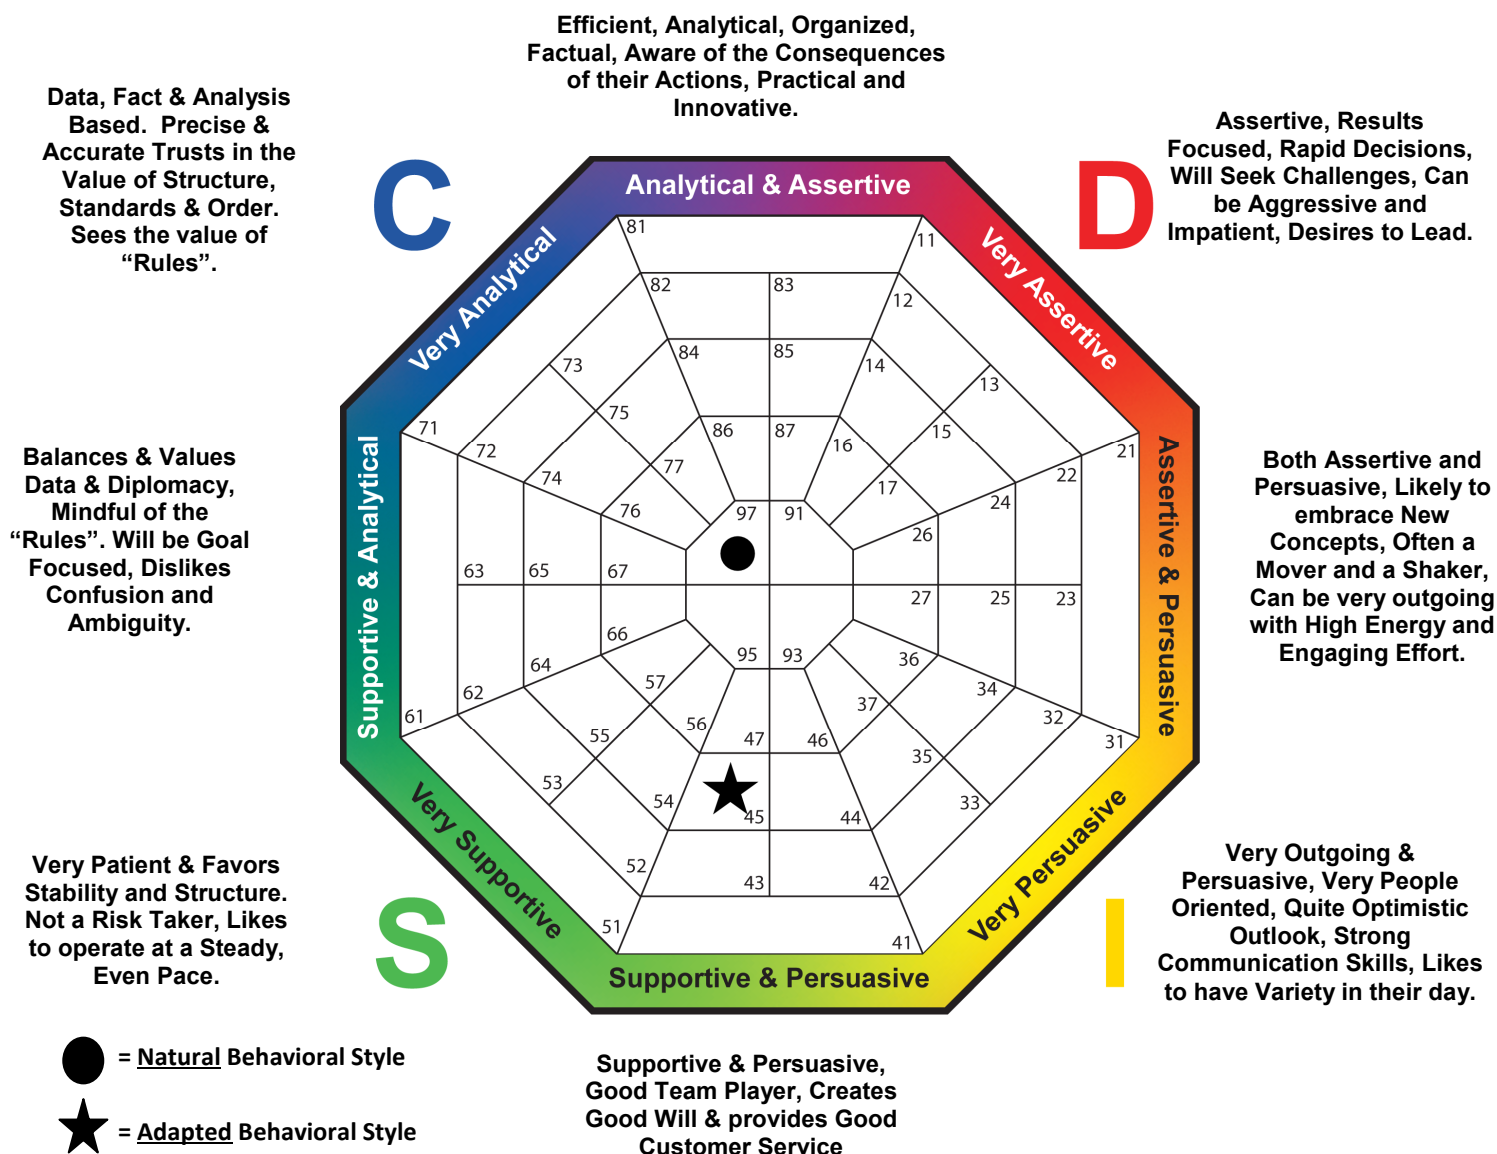 Efficient, Analytical, Organized,
Factual, Aware of the Consequences
of their Actions, Practical and
Innovative.
Data, Fact & Analysis
Based.  Precise &
Accurate Trusts in the
Value of Structure,
Standards & Order.
Sees the value of
“Rules”.
C
D
Assertive, Results
Focused, Rapid Decisions,
Will Seek Challenges, Can
be Aggressive and
Impatient, Desires to Lead.
Analytical & Assertive
Very Analytical
Very Assertive
81
11
82
83
12
84
85
14
73
13
75
15
71
72
86
87
16
21
22
77
17
74
24
76
97
91
26
63
65
67
27
25
23
66
95
93
36
64
57
34
62
37
61
56
47
46
32
31
55
35
53
54
45
44
33
52
43
42
51
41
Supportive & Analytical
Assertive & Persuasive
Balances & Values
Data & Diplomacy,
Mindful of the
“Rules”. Will be Goal
Focused, Dislikes
Confusion and
Ambiguity.
Both Assertive and
Persuasive, Likely to
embrace New
Concepts, Often a
Mover and a Shaker,
Can be very outgoing
with High Energy and
Engaging Effort.
Very Supportive
Very Persuasive
Supportive & Persuasive
Very Patient & Favors
Stability and Structure.
Not a Risk Taker, Likes
to operate at a Steady,
Even Pace.
S
I
Very Outgoing &
Persuasive, Very People
Oriented, Quite Optimistic
Outlook, Strong
Communication Skills, Likes
to have Variety in their day.
= Natural Behavioral Style
= Adapted Behavioral Style
Supportive & Persuasive,
Good Team Player, Creates
Good Will & provides Good
Customer Service